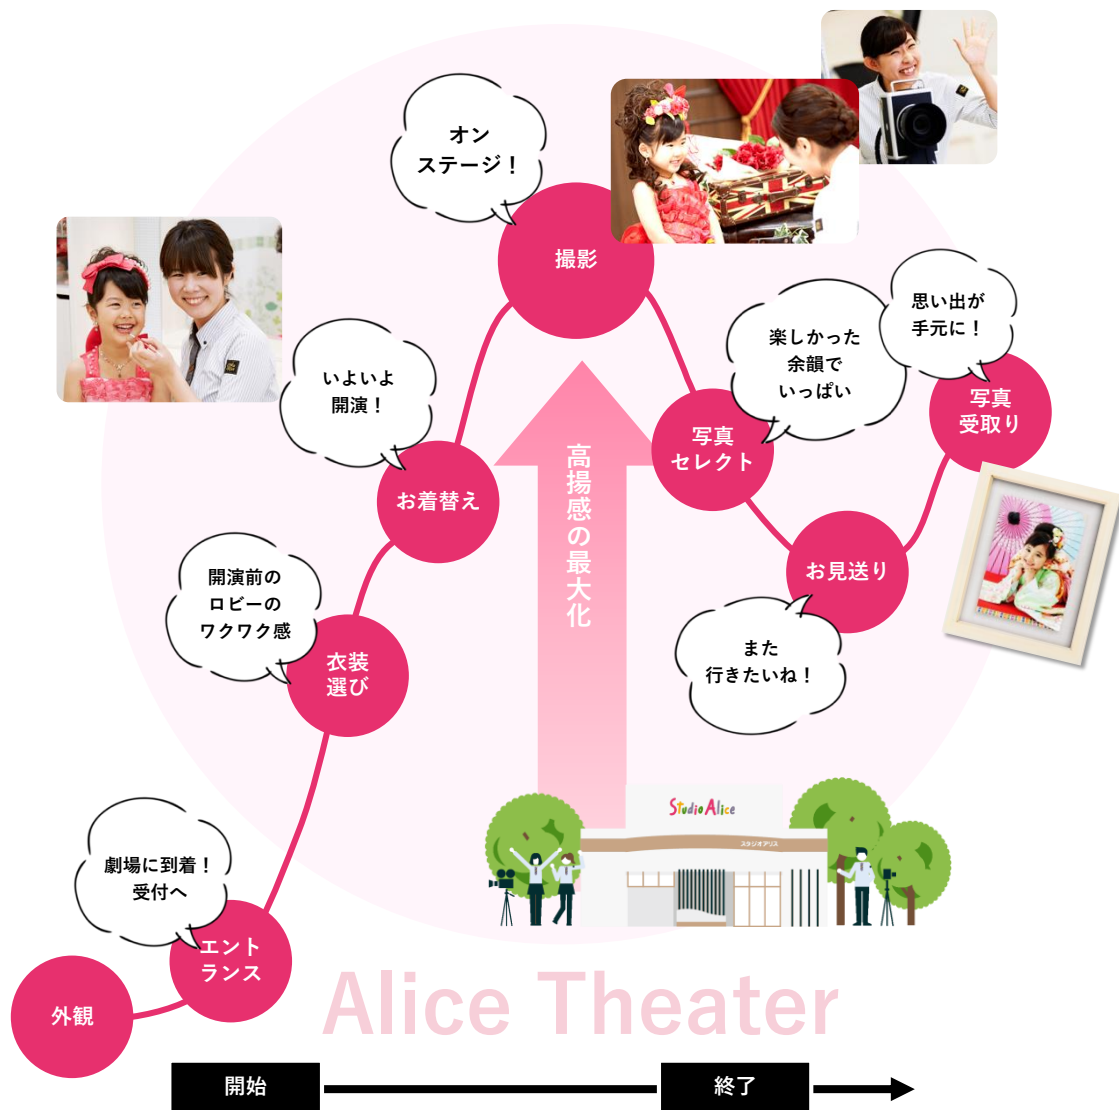 オン
ステージ！
撮影
思い出が
手元に！
楽しかった
余韻で
いっぱい
写真
受取り
いよいよ
開演！
写真
セレクト
高揚感の最大化
お着替え
お見送り
開演前の
ロビーの
ワクワク感
衣装
選び
また
行きたいね！
Studio Alice
スタジオアリス
劇場に到着！
受付へ
エント
ランス
外観
Alice Theater
開始
終了